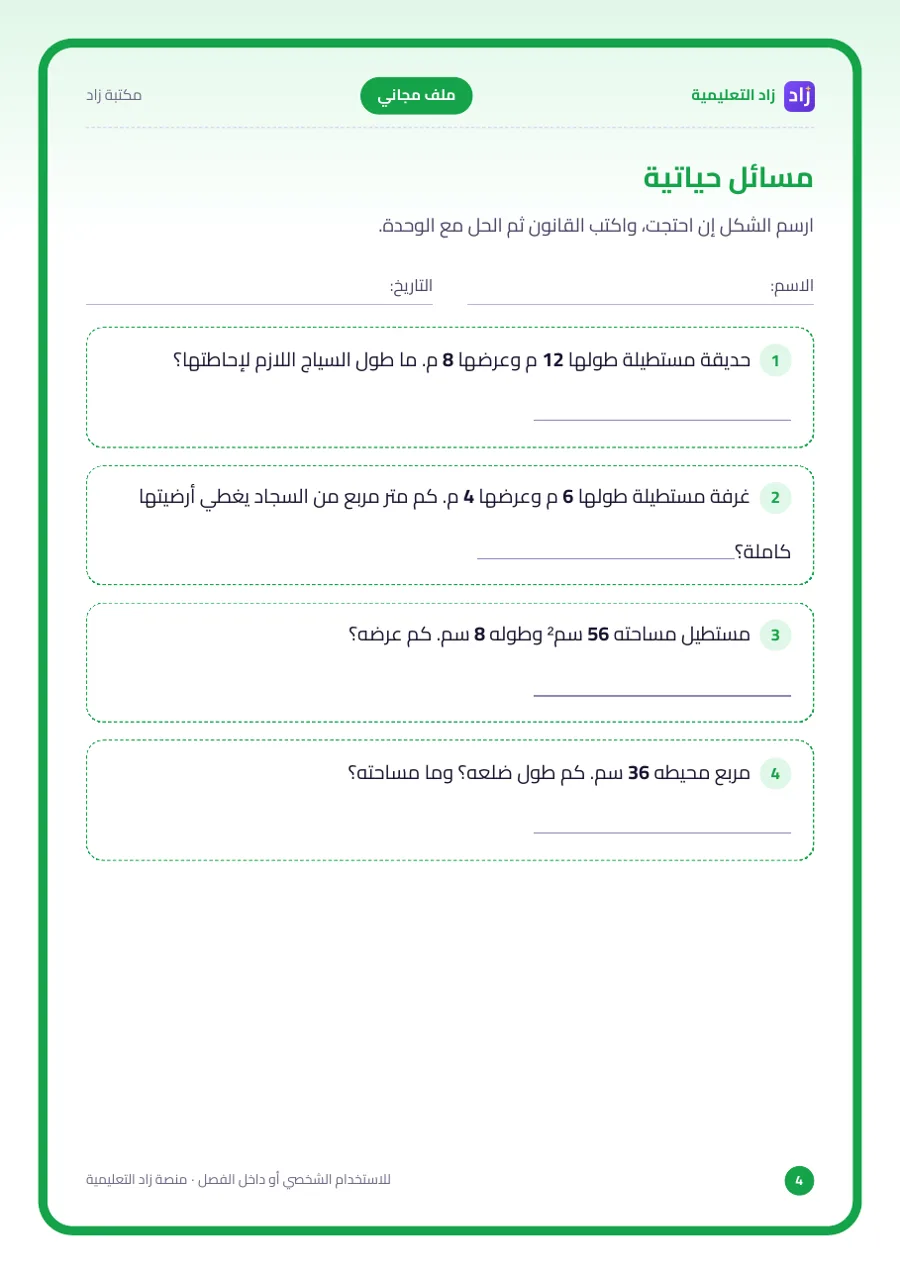 زاد
زاد التعليمية
ملف مجاني
مكتبة زاد
مسائل حياتية
ارسم الشكل إن احتجت، واكتب القانون ثم الحل مع الوحدة.
الاسم:
التاريخ:
1 حديقة مستطيلة طولها 12 م وعرضها 8 م. ما طول السياج اللازم لإحاطتها؟
2 غرفة مستطيلة طولها 6 م وعرضها 4 م. كم متر مربع من السجاد يغطي أرضيتها
كاملة؟
3 مستطيل مساحته 56 سم² وطوله 8 سم. كم عرضه؟
4 مربع محيطه 36 سم. كم طول ضلعه؟ وما مساحته؟
4
للاستخدام الشخصي أو داخل الفصل · منصة زاد التعليمية